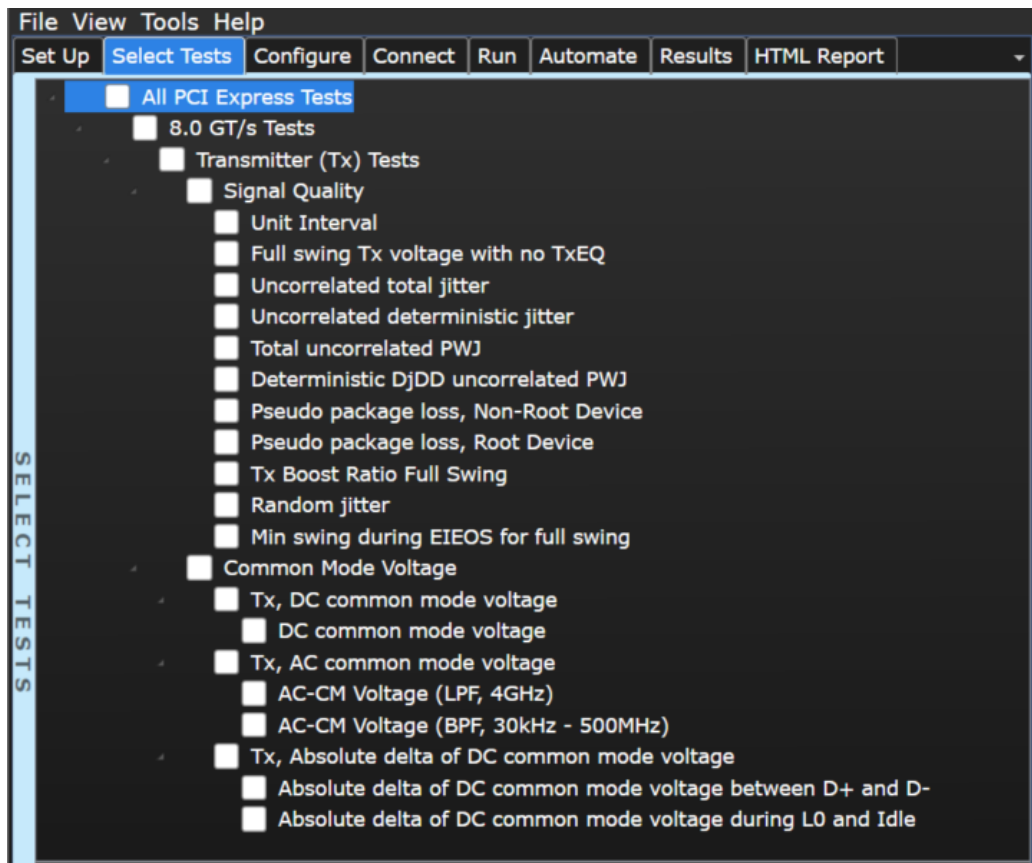 File View Tools Help
Set Up Select Tests Configure Connect Run Automate Results HTML Report
SELECT TESTS
All PCI Express Tests
8.0 GT/s Tests
Transmitter (Tx) Tests
Signal Quality
Unit Interval
Full swing Tx voltage with no TxEQ
Uncorrelated total jitter
Uncorrelated deterministic jitter
Total uncorrelated PWJ
Deterministic DjDD uncorrelated PWJ
Pseudo package loss, Non-Root Device
Pseudo package loss, Root Device
Tx Boost Ratio Full Swing
Random jitter
Min swing during EIEOS for full swing
Common Mode Voltage
Tx, DC common mode voltage
DC common mode voltage
Tx, AC common mode voltage
AC-CM Voltage (LPF, 4GHz)
AC-CM Voltage (BPF, 30kHz - 500MHz)
Tx, Absolute delta of DC common mode voltage
Absolute delta of DC common mode voltage between D+ and D-
Absolute delta of DC common mode voltage during L0 and Idle